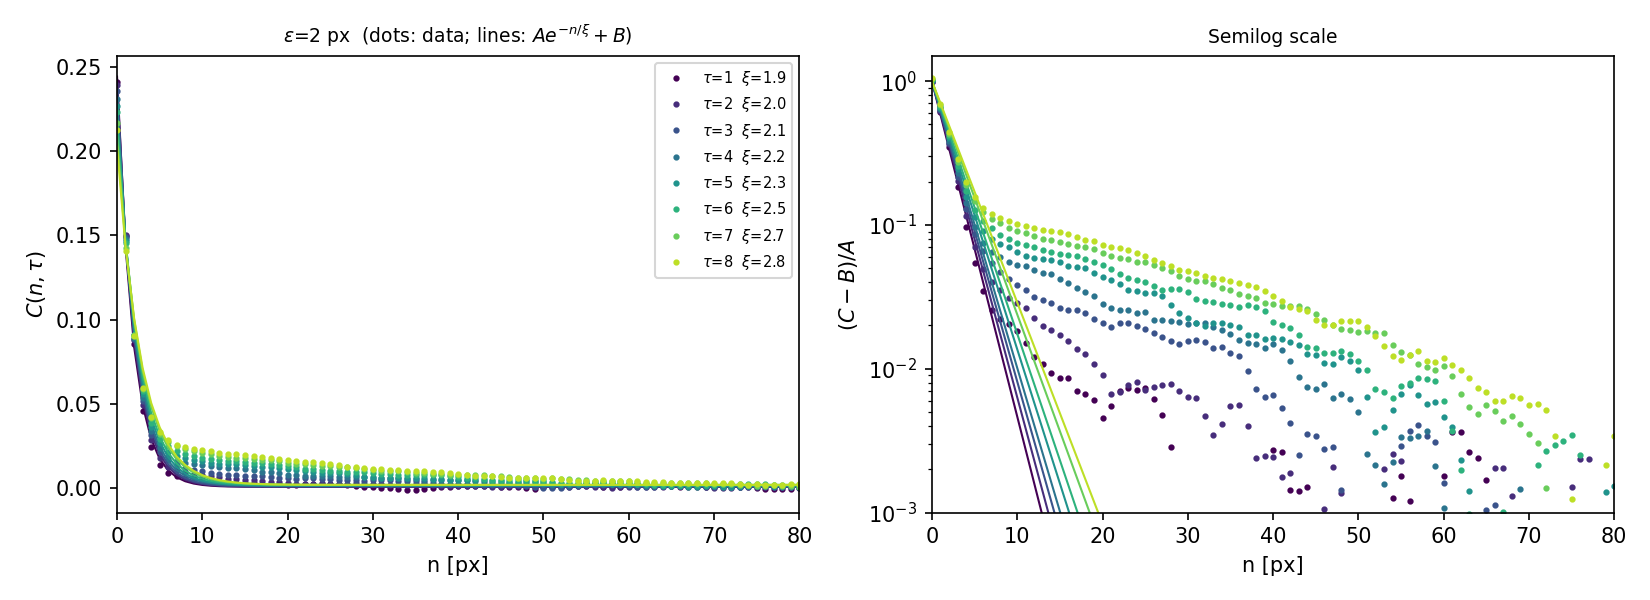 ε=2 px (dots: data; lines: Ae^{-n/ξ} + B)
C(n, τ)
0.25
0.20
0.15
0.10
0.05
0.00
τ=1 ξ=1.9
τ=2 ξ=2.0
τ=3 ξ=2.1
τ=4 ξ=2.2
τ=5 ξ=2.3
τ=6 ξ=2.5
τ=7 ξ=2.7
τ=8 ξ=2.8
0 10 20 30 40 50 60 70 80
n [px]
Semilog scale
(C − B)/A
10^0
10^{-1}
10^{-2}
10^{-3}
0 10 20 30 40 50 60 70 80
n [px]